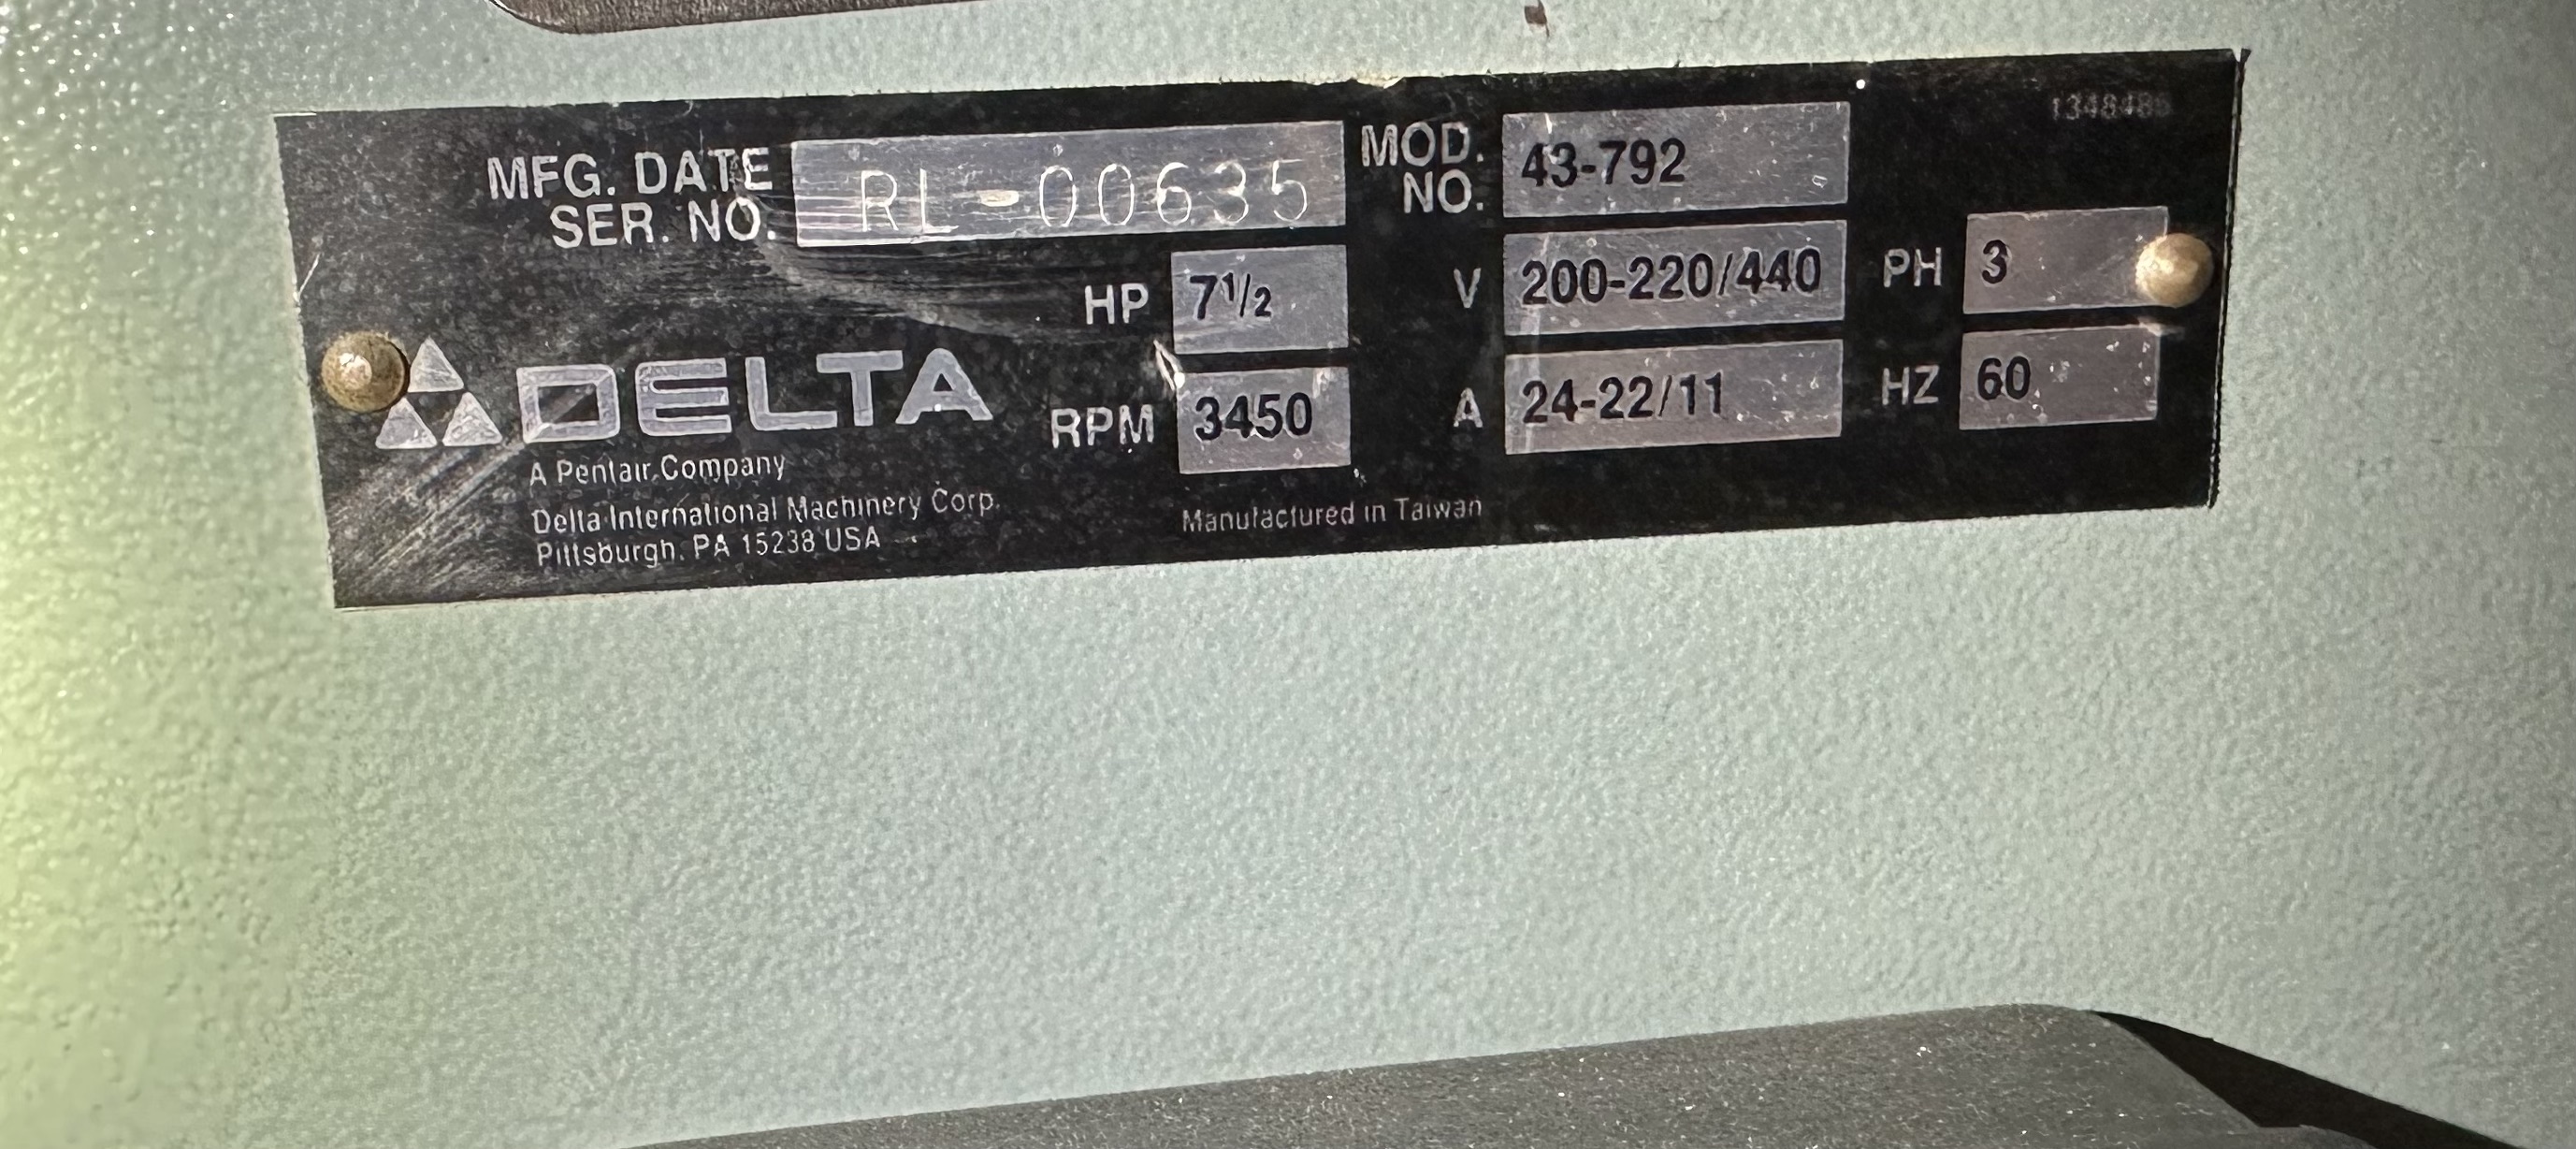 1348486
MFG. DATE
SER. NO. RL-00635
MOD. NO. 43-792
HP 7 1/2
V 200-220/440
PH 3
DELTA
RPM 3450
A 24-22/11
HZ 60
A Pentair Company
Delta International Machinery Corp.
Pittsburgh, PA 15238 USA
Manufactured in Taiwan